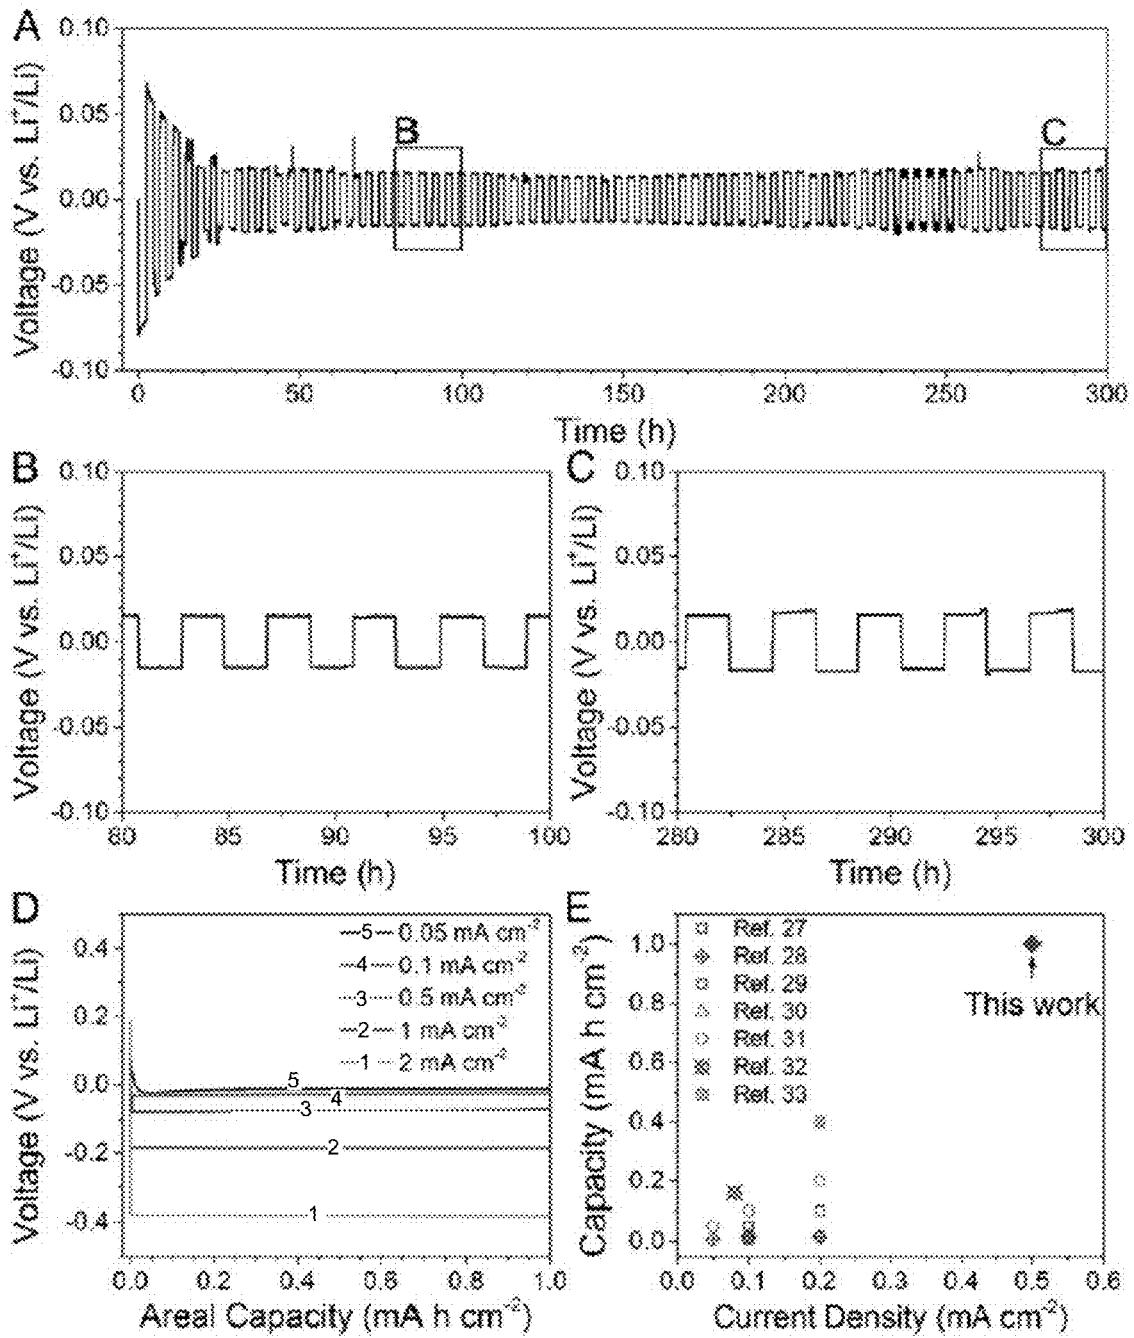 A
Voltage (V vs. Li⁺/Li)
0.10
0.05
0.00
-0.05
-0.10
B
C
0 50 100 150 200 250 300
Time (h)
B
Voltage (V vs. Li⁺/Li)
0.10
0.05
0.00
-0.05
-0.10
80 85 90 95 100
Time (h)
C
Voltage (V vs. Li⁺/Li)
0.10
0.05
0.00
-0.05
-0.10
280 285 290 295 300
Time (h)
D
Voltage (V vs. Li⁺/Li)
0.4
0.2
0.0
-0.2
-0.4
5 0.05 mA cm⁻²
4 0.1 mA cm⁻²
3 0.5 mA cm⁻²
2 1 mA cm⁻²
1 2 mA cm⁻²
5
4
3
2
1
0.0 0.2 0.4 0.6 0.8 1.0
Areal Capacity (mA h cm⁻²)
E
Capacity (mA h cm⁻²)
1.0
0.8
0.6
0.4
0.2
0.0
Ref. 27
Ref. 28
Ref. 29
Ref. 30
Ref. 31
Ref. 32
Ref. 33
This work
0.0 0.1 0.2 0.3 0.4 0.5 0.6
Current Density (mA cm⁻²)